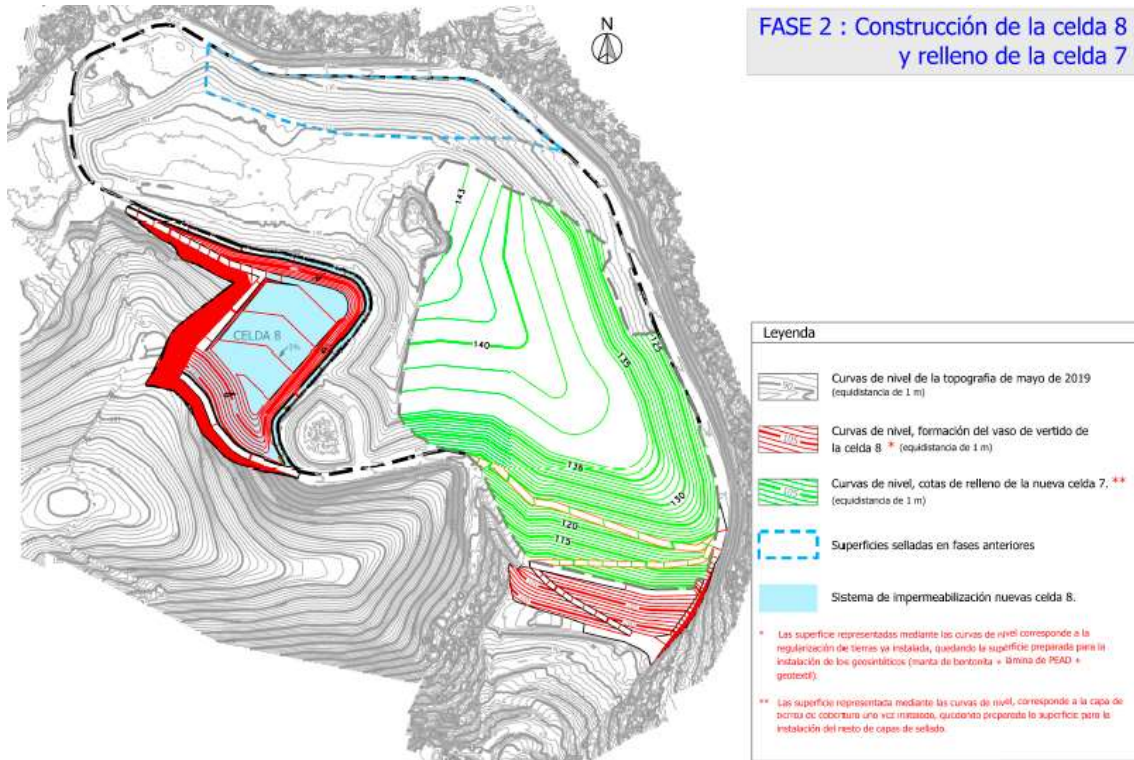 FASE 2 : Construcción de la celda 8
y relleno de la celda 7
N
143
140
135
125
CELDA 8
136
130
120
115
Leyenda
90
Curvas de nivel de la topografia de mayo de 2019
(equidistancia de 1 m)
105
Curvas de nivel, formación del vaso de vertido de
la celda 8 * (equidistancia de 1 m)
105
Curvas de nivel, cotas de relleno de la nueva celda 7. **
(equidistancia de 1 m)
Superficies selladas en fases anteriores
Sistema de impermeabilización nuevas celda 8.
* Las superficie representadas mediante las curvas de nivel corresponde a la
regularización de tierras ya instalada, quedando la superficie preparada para la
instalación de los geosintéticos (manta de bentonita + lámina de PEAD +
geotextil).
** Las superficie representada mediante las curvas de nivel, corresponde a la capa de
tierra de cobertura una vez instalada, quedando preparada la superficie para la
instalación del resto de capas de sellado.